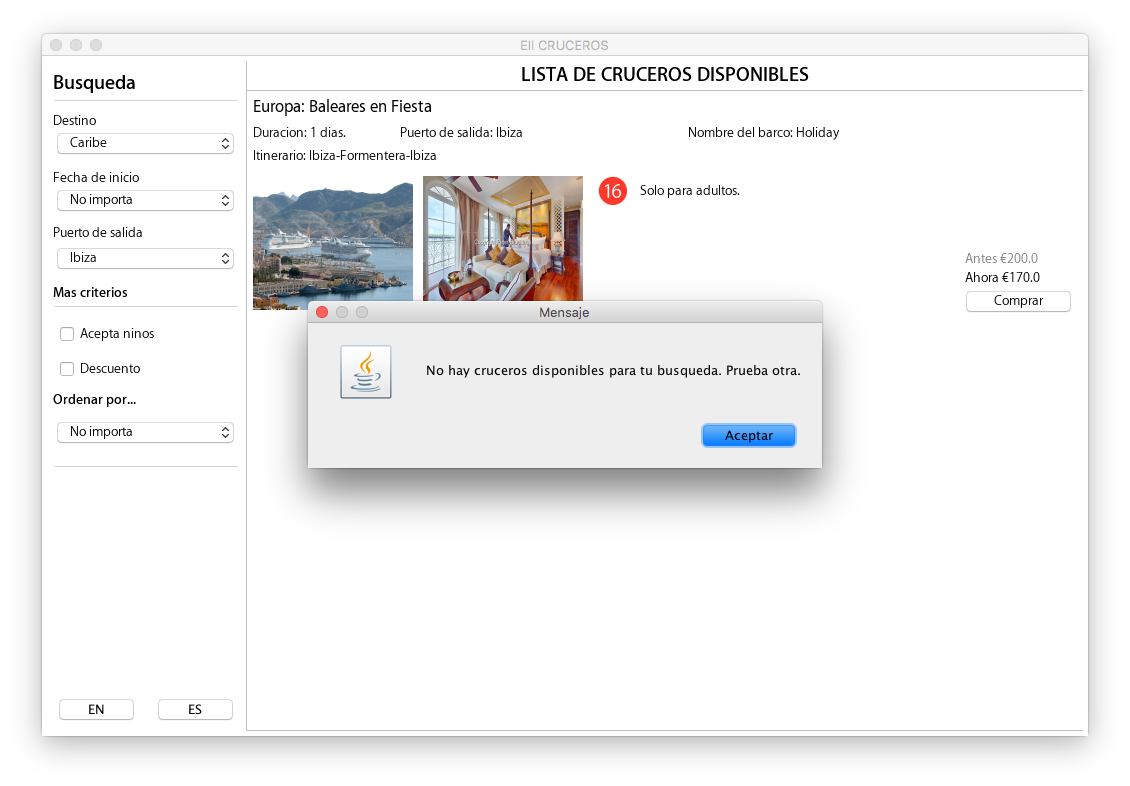 EII CRUCEROS
Busqueda
Destino
Caribe
Fecha de inicio
No importa
Puerto de salida
Ibiza
Mas criterios
Acepta ninos
Descuento
Ordenar por...
No importa
EN
ES
LISTA DE CRUCEROS DISPONIBLES
Europa: Baleares en Fiesta
Duracion: 1 dias.
Puerto de salida: Ibiza
Nombre del barco: Holiday
Itinerario: Ibiza-Formentera-Ibiza
16
Solo para adultos.
Antes €200.0
Ahora €170.0
Comprar
Mensaje
No hay cruceros disponibles para tu busqueda. Prueba otra.
Aceptar